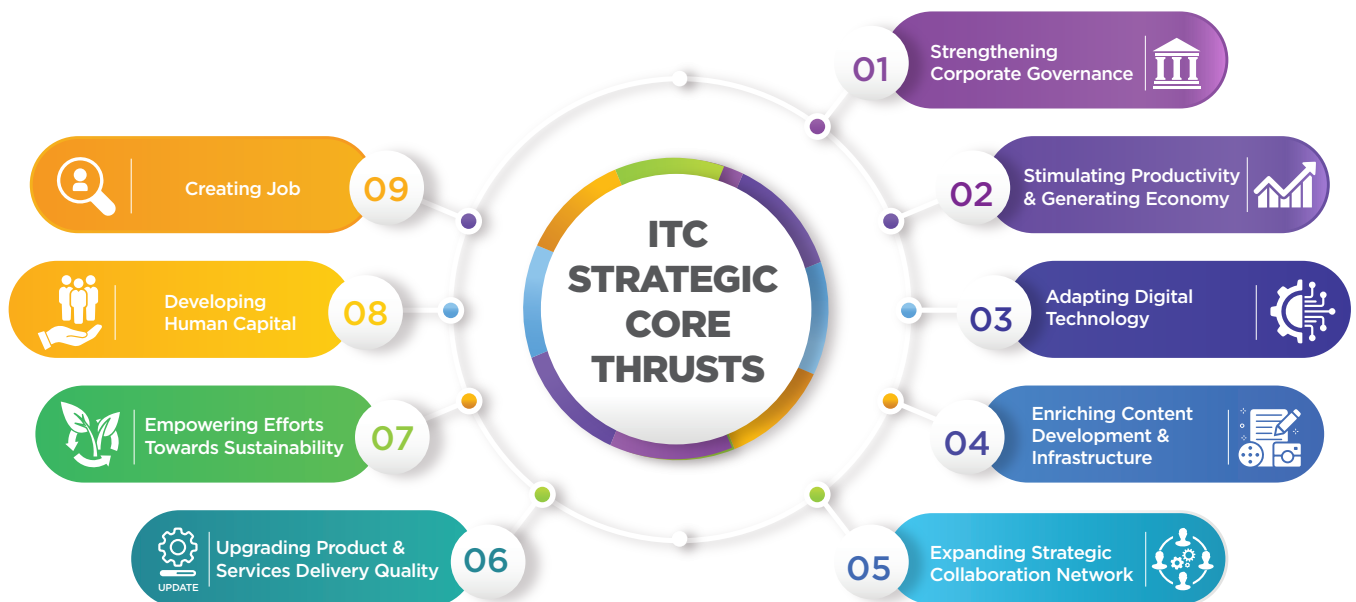 ITC
STRATEGIC
CORE
THRUSTS
01
Strengthening
Corporate Governance
02
Stimulating Productivity
& Generating Economy
03
Adapting Digital
Technology
04
Enriching Content
Development &
Infrastructure
05
Expanding Strategic
Collaboration Network
06
Upgrading Product &
Services Delivery Quality
UPDATE
07
Empowering Efforts
Towards Sustainability
08
Developing
Human Capital
09
Creating Job